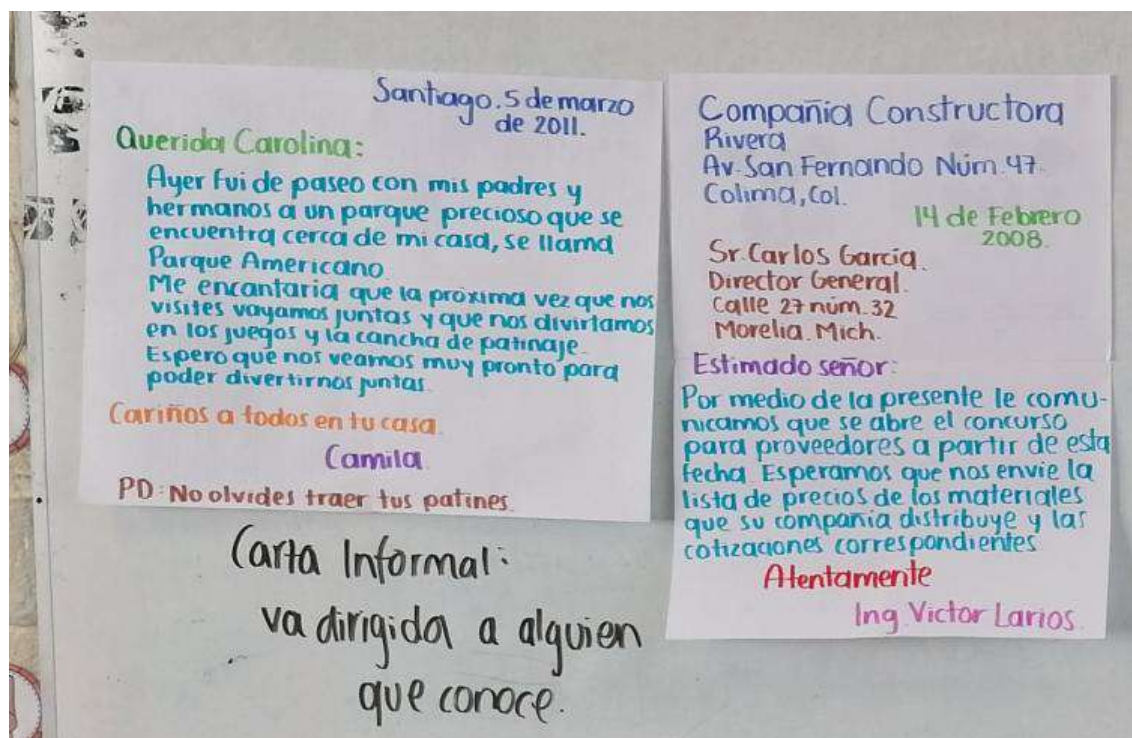 Santiago. 5 de marzo
de 2011.
Querida Carolina:
Ayer fui de paseo con mis padres y
hermanos a un parque precioso que se
encuentra cerca de mi casa, se llama
Parque Americano
Me encantaria que la próxima vez que nos
visites vayamos juntas y que nos divirtamos
en los juegos y la cancha de patinaje.
Espero que nos veamos muy pronto para
poder divertirnos juntas.
Cariños a todos en tu casa.
Camila
PD: No olvides traer tus patines.
Compañia Constructora
Rivera
Av. San Fernando Núm. 47.
Colima, Col.
14 de Febrero
2008.
Sr. Carlos García.
Director General.
Calle 27 núm. 32
Morelia. Mich.
Estimado señor:
Por medio de la presente le comu-
nicamos que se abre el concurso
para proveedores a partir de esta
fecha. Esperamos que nos envie la
lista de precios de los materiales
que su compañia distribuye y las
cotizaciones correspondientes
Atentamente
Ing. Victor Larios.
Carta Informal:
va dirigida a alguien
que conoce.